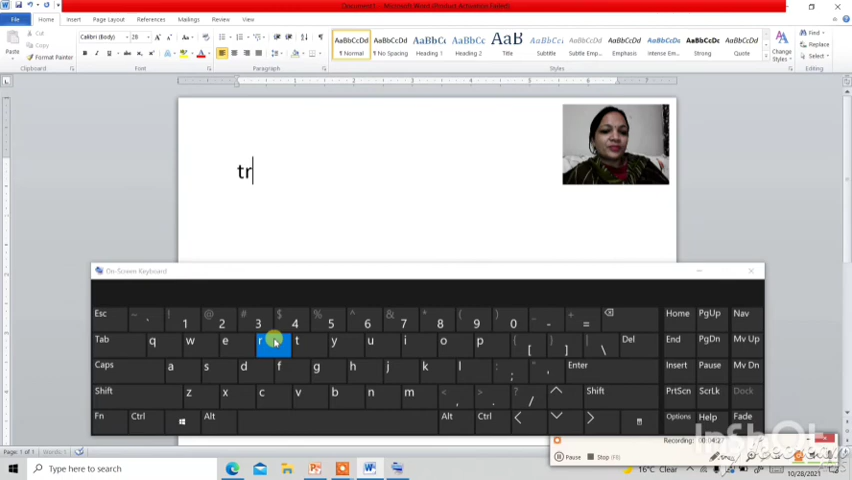 Document1 - Microsoft Word (Product Activation Failed)
File Home Insert Page Layout References Mailings Review View
Cut
Copy
Paste
Format Painter
Clipboard
Calibri (Body) 28
Font
Paragraph
AaBbCcDd AaBbCcDd AaBbCc AaBbCc AaB AaBbCc AaBbCcDd AaBbCcDd AaBbCcDd AaBbCcDd
¶ Normal ¶ No Spacing Heading 1 Heading 2 Title Subtitle Subtle Em... Emphasis Intense Em... Strong Quote
Styles
Change Styles
Find
Replace
Select
Editing
tr
On-Screen Keyboard
Esc ~ ` ! 1 @ 2 # 3 $ 4 % 5 ^ 6 & 7 * 8 ( 9 ) 0 _ - + = Home PgUp Nav
Tab q w e r t y u i o p { [ } ] | \ Del End PgDn Mv Up
Caps a s d f g h j k l : ; " ' Enter Insert Pause Mv Dn
Shift z x c v b n m < , > . ? / Shift PrtScn ScrLk Dock
Fn Ctrl Alt Alt Ctrl Options Help Fade
Recording: 00:04:27
Pause Stop (F8)
InShOt
Page: 1 of 1 Words: 1
Type here to search
16°C Clear
10/28/2023